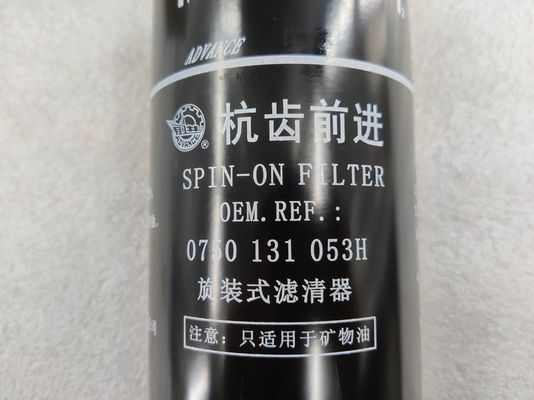 ADVANCE
杭齿前进
SPIN-ON FILTER
OEM.REF.:
0750 131 053H
旋装式滤清器
注意：只适用于矿物油